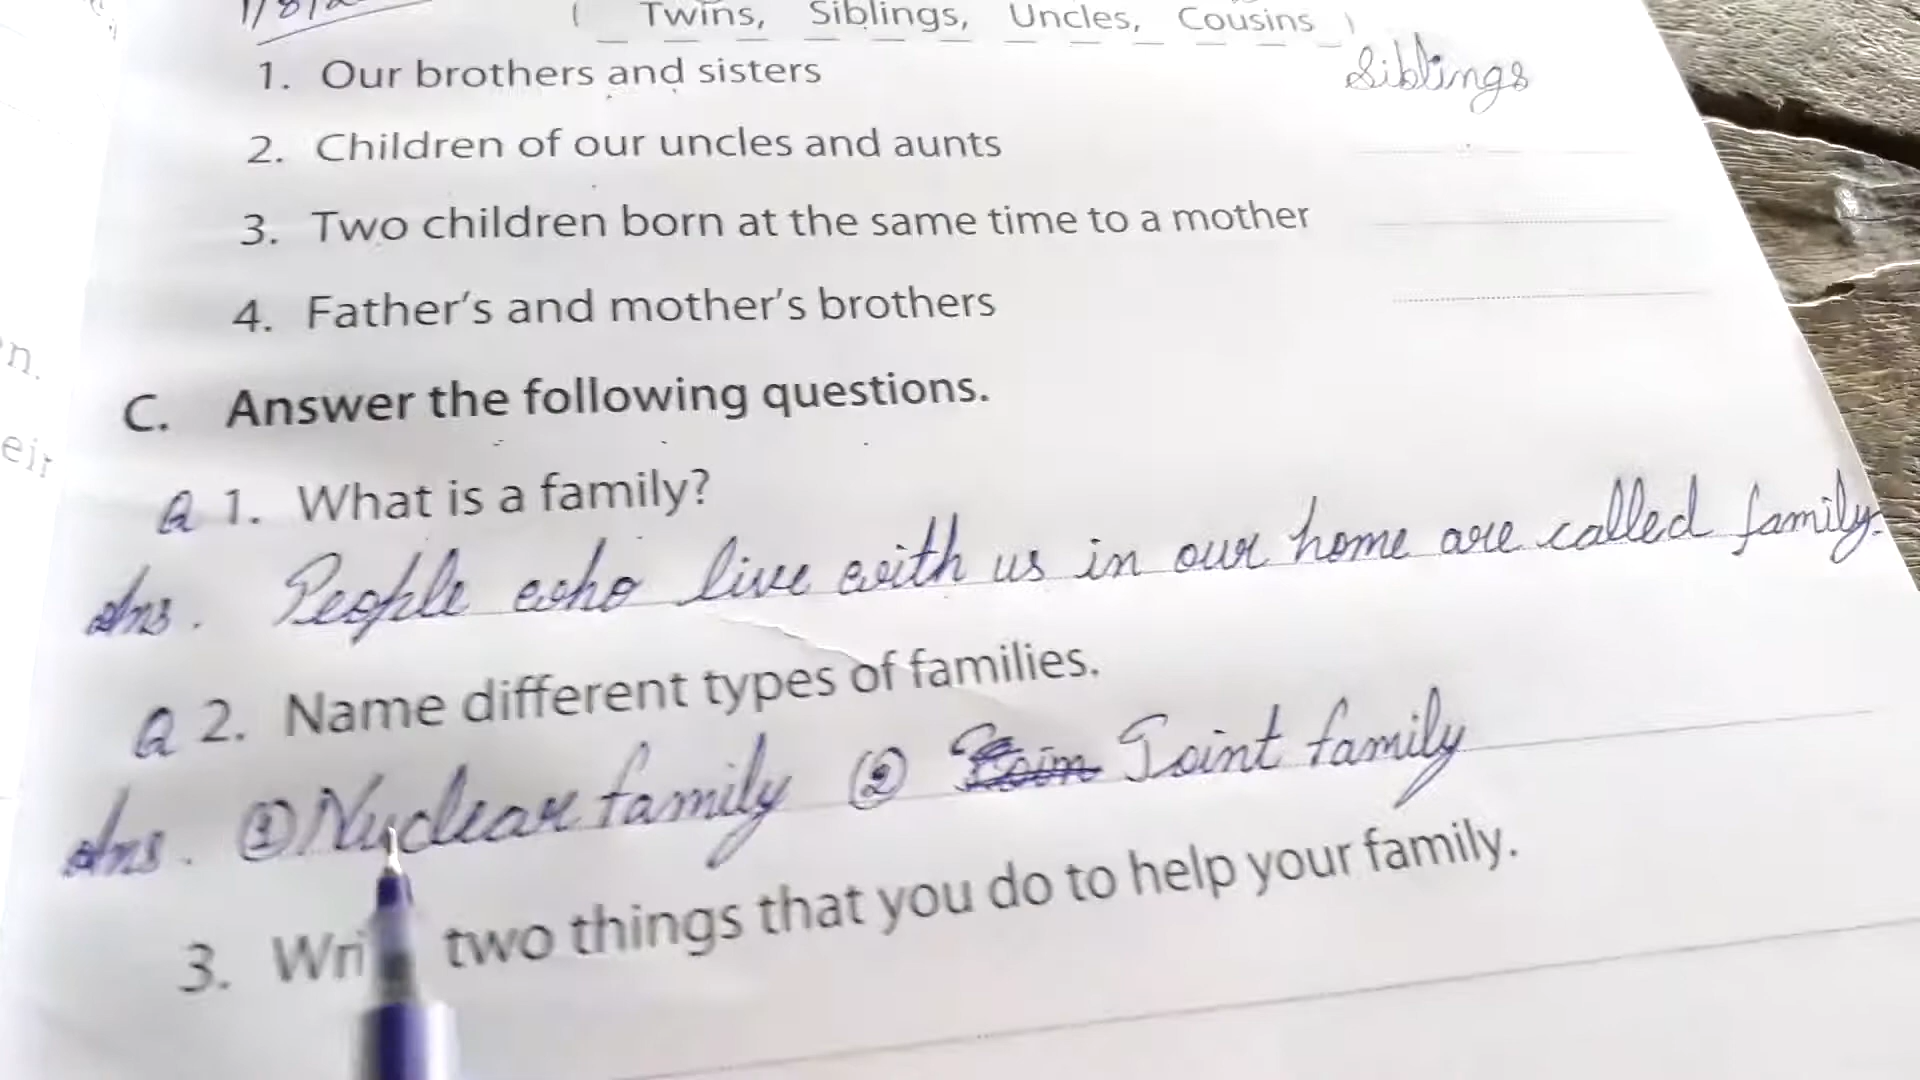 ( Twins, Siblings, Uncles, Cousins )
1. Our brothers and sisters Siblings
2. Children of our uncles and aunts
3. Two children born at the same time to a mother
4. Father's and mother's brothers
C. Answer the following questions.
Q 1. What is a family?
Ans. People who live with us in our home are called family.
Q 2. Name different types of families.
Ans. ① Nuclear family ② Joint family
3. Wri two things that you do to help your family.
n.
eir